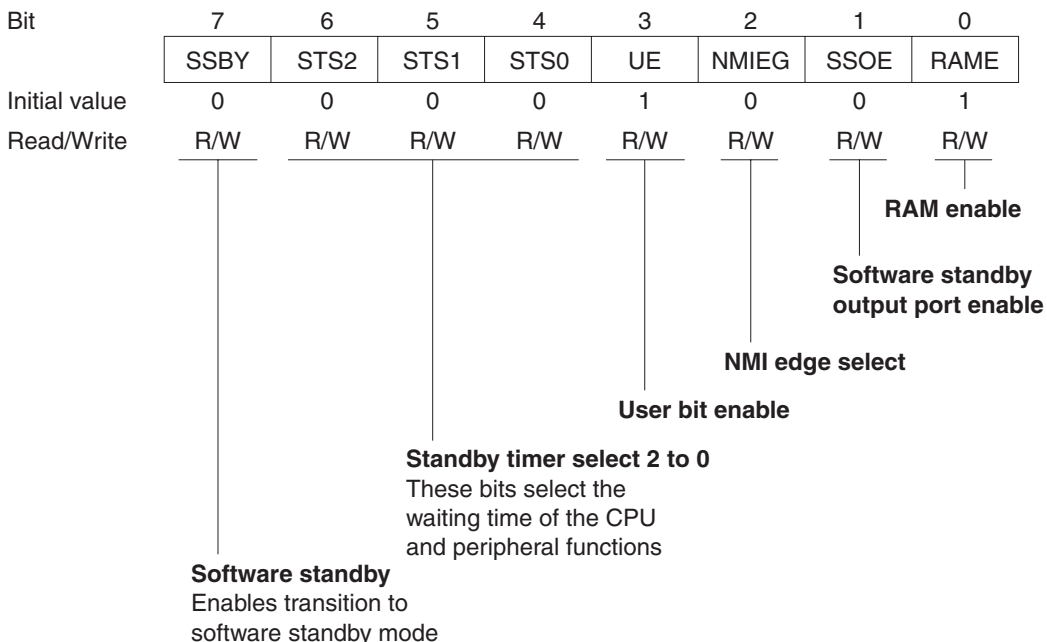 Bit 7 6 5 4 3 2 1 0
SSBY STS2 STS1 STS0 UE NMIEG SSOE RAME
Initial value 0 0 0 0 1 0 0 1
Read/Write R/W R/W R/W R/W R/W R/W R/W R/W
RAM enable
Software standby
output port enable
NMI edge select
User bit enable
Standby timer select 2 to 0
These bits select the
waiting time of the CPU
and peripheral functions
Software standby
Enables transition to
software standby mode